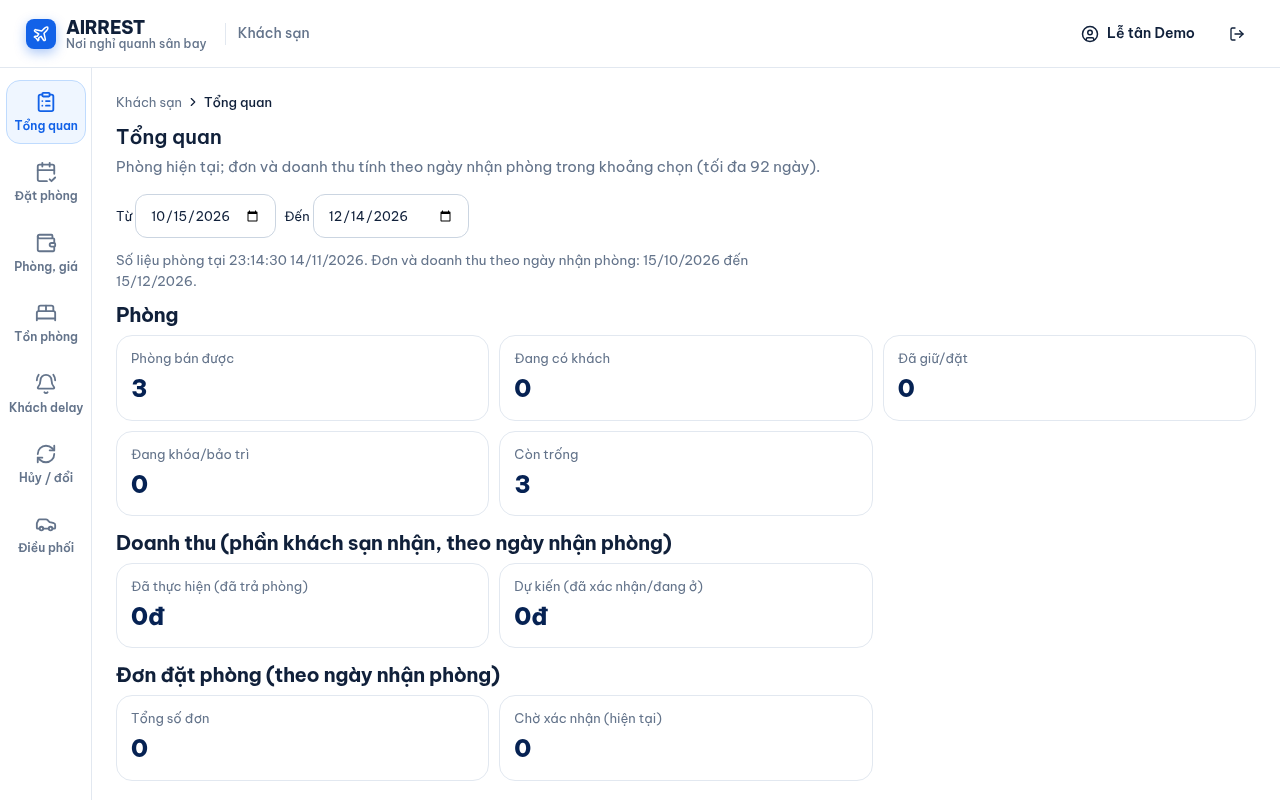 AIRREST
Nơi nghỉ quanh sân bay
Khách sạn
Lễ tân Demo
Tổng quan
Đặt phòng
Phòng, giá
Tồn phòng
Khách delay
Hủy / đổi
Điều phối
Khách sạn > Tổng quan
Tổng quan
Phòng hiện tại; đơn và doanh thu tính theo ngày nhận phòng trong khoảng chọn (tối đa 92 ngày).
Từ 10/15/2026 Đến 12/14/2026
Số liệu phòng tại 23:14:30 14/11/2026. Đơn và doanh thu theo ngày nhận phòng: 15/10/2026 đến
15/12/2026.
Phòng
Phòng bán được
3
Đang có khách
0
Đã giữ/đặt
0
Đang khóa/bảo trì
0
Còn trống
3
Doanh thu (phần khách sạn nhận, theo ngày nhận phòng)
Đã thực hiện (đã trả phòng)
0đ
Dự kiến (đã xác nhận/đang ở)
0đ
Đơn đặt phòng (theo ngày nhận phòng)
Tổng số đơn
0
Chờ xác nhận (hiện tại)
0